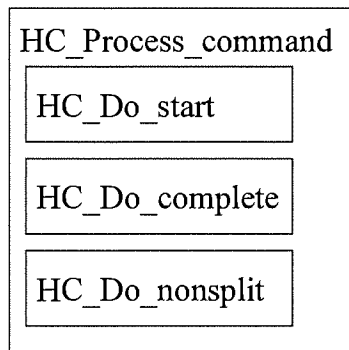 HC_Process_command
HC_Do_start
HC_Do_complete
HC_Do_nonsplit